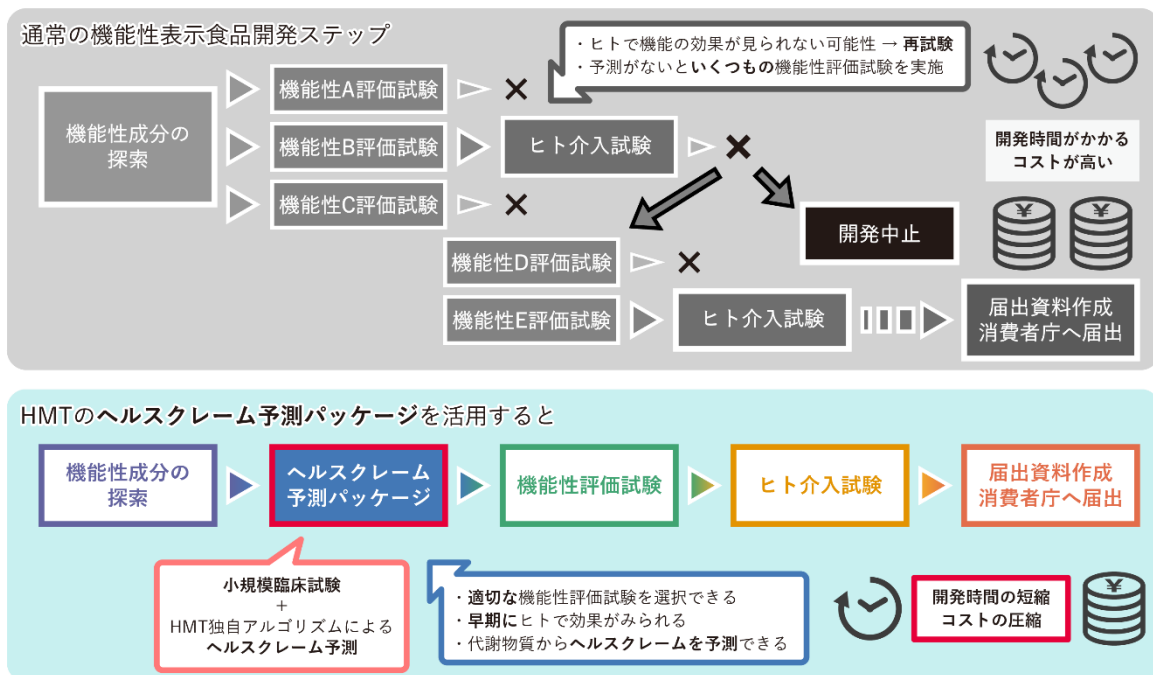 通常の機能性表示食品開発ステップ
・ヒトで機能の効果が見られない可能性 → 再試験
・予測がないといくつもの機能性評価試験を実施
機能性成分の
探索
機能性A評価試験
×
機能性B評価試験
ヒト介入試験
×
機能性C評価試験
×
開発時間がかかる
コストが高い
¥ ¥
開発中止
機能性D評価試験
×
機能性E評価試験
ヒト介入試験
届出資料作成
消費者庁へ届出
HMTのヘルスクレーム予測パッケージを活用すると
機能性成分の
探索
ヘルスクレーム
予測パッケージ
機能性評価試験
ヒト介入試験
届出資料作成
消費者庁へ届出
小規模臨床試験
+
HMT独自アルゴリズムによる
ヘルスクレーム予測
・適切な機能性評価試験を選択できる
・早期にヒトで効果がみられる
・代謝物質からヘルスクレームを予測できる
開発時間の短縮
コストの圧縮
¥